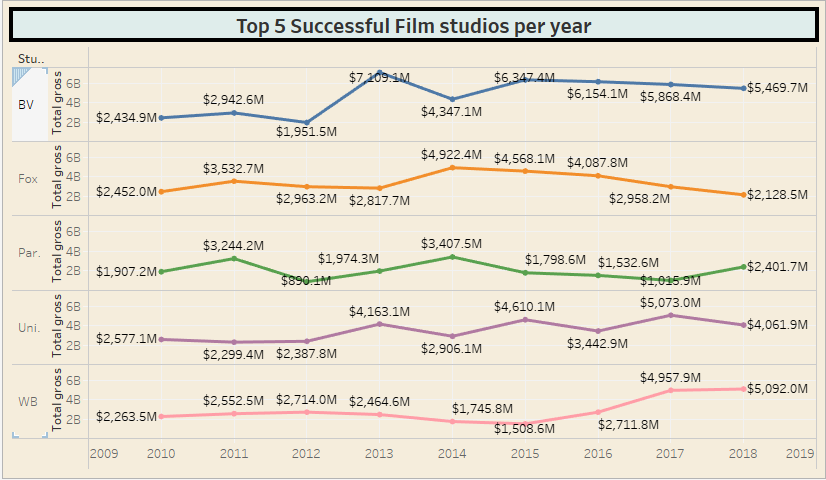 Top 5 Successful Film studios per year
Stu..
BV
Total gross
6B
4B
2B
$2,434.9M
$2,942.6M
$1,951.5M
$7,209.1M
$4,347.1M
$6,347.4M
$6,154.1M
$5,868.4M
$5,469.7M
Fox
Total gross
6B
4B
2B
$2,452.0M
$3,532.7M
$2,963.2M
$2,817.7M
$4,922.4M
$4,568.1M
$4,087.8M
$2,958.2M
$2,128.5M
Par.
Total gross
6B
4B
2B
$1,907.2M
$3,244.2M
$890.1M
$1,974.3M
$3,407.5M
$1,798.6M
$1,532.6M
$1,015.9M
$2,401.7M
Uni.
Total gross
6B
4B
2B
$2,577.1M
$2,299.4M
$2,387.8M
$4,163.1M
$2,906.1M
$4,610.1M
$3,442.9M
$5,073.0M
$4,061.9M
WB
Total gross
6B
4B
2B
$2,263.5M
$2,552.5M
$2,714.0M
$2,464.6M
$1,745.8M
$1,508.6M
$2,711.8M
$4,957.9M
$5,092.0M
2009 2010 2011 2012 2013 2014 2015 2016 2017 2018 2019